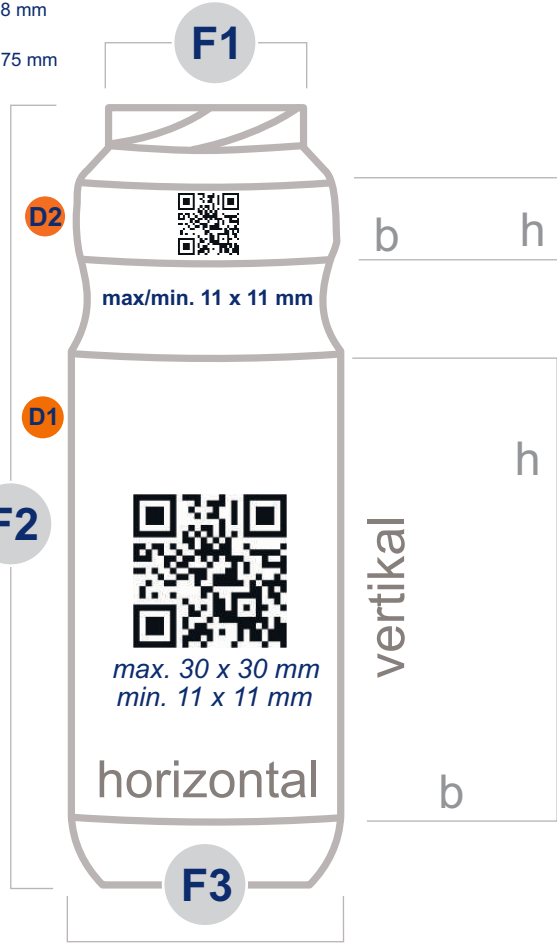 8 mm
75 mm
F1
D2
b
h
max/min. 11 x 11 mm
D1
h
F2
vertikal
max. 30 x 30 mm
min. 11 x 11 mm
horizontal
b
F3